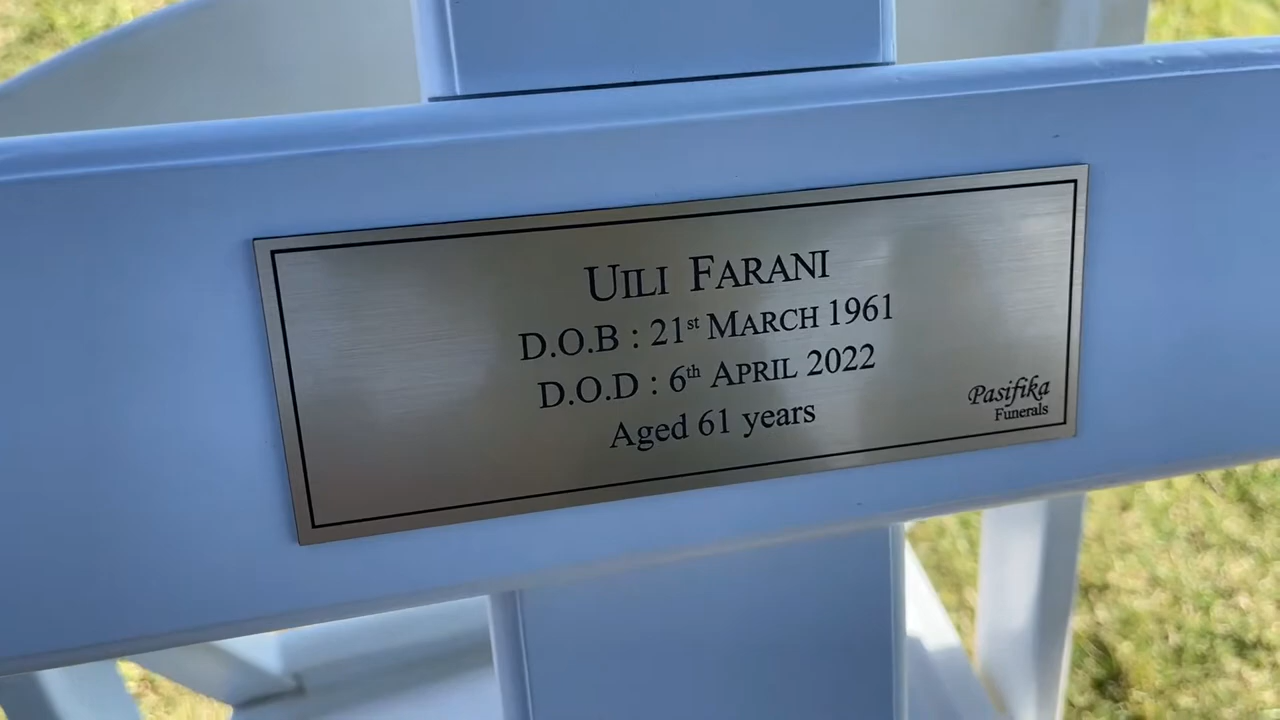 UILI FARANI
D.O.B : 21st MARCH 1961
D.O.D : 6th APRIL 2022
Aged 61 years
Pasifika
Funerals